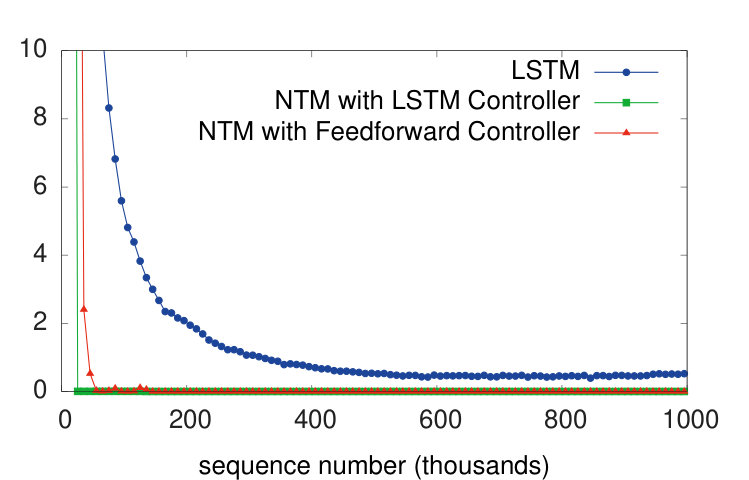 10
8
6
4
2
0
LSTM
NTM with LSTM Controller
NTM with Feedforward Controller
0 200 400 600 800 1000
sequence number (thousands)